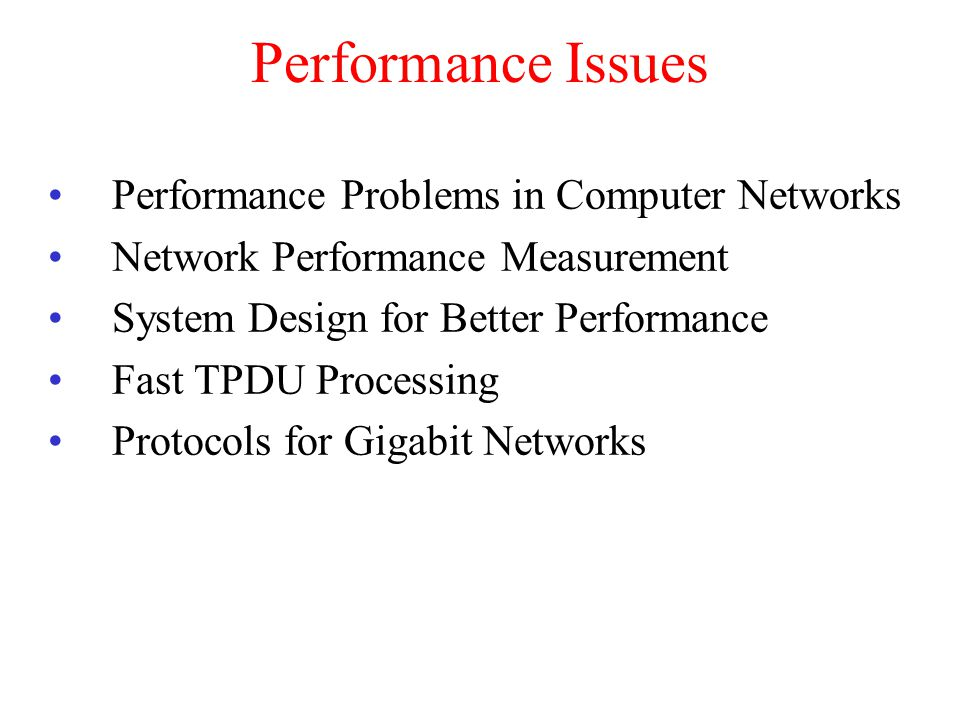 Performance Issues
• Performance Problems in Computer Networks
• Network Performance Measurement
• System Design for Better Performance
• Fast TPDU Processing
• Protocols for Gigabit Networks